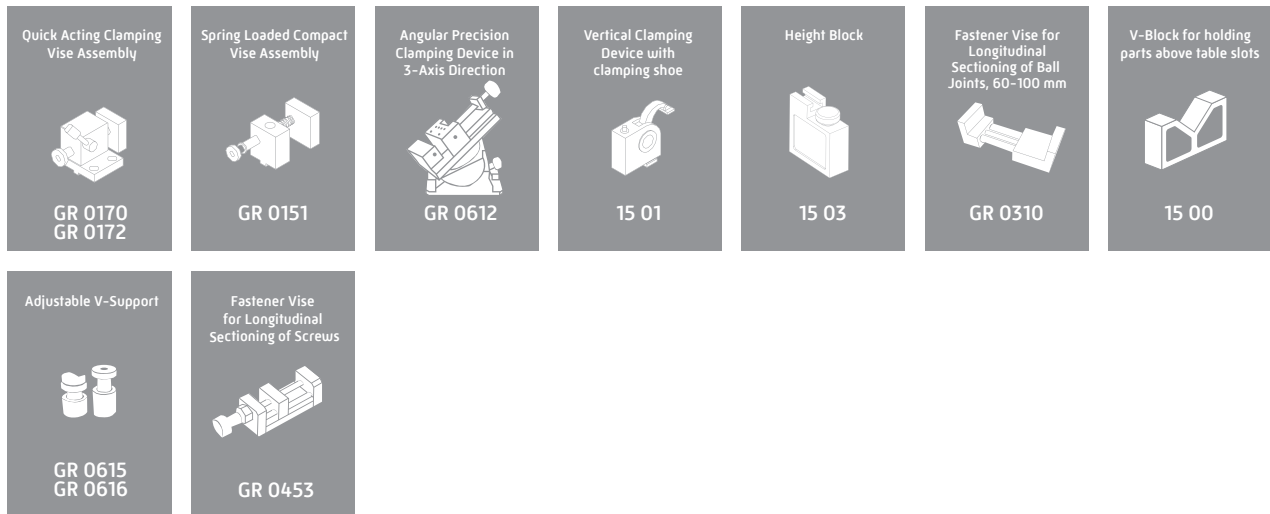 Quick Acting Clamping
Vise Assembly
GR 0170
GR 0172
Spring Loaded Compact
Vise Assembly
GR 0151
Angular Precision
Clamping Device in
3-Axis Direction
GR 0612
Vertical Clamping
Device with
clamping shoe
15 01
Height Block
15 03
Fastener Vise for
Longitudinal
Sectioning of Ball
Joints, 60-100 mm
GR 0310
V-Block for holding
parts above table slots
15 00
Adjustable V-Support
GR 0615
GR 0616
Fastener Vise
for Longitudinal
Sectioning of Screws
GR 0453